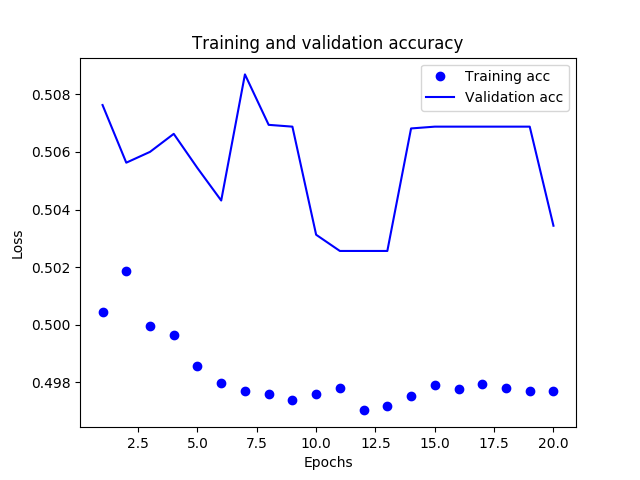 Training and validation accuracy
Training acc
Validation acc
0.508
0.506
0.504
0.502
0.500
0.498
Loss
2.5 5.0 7.5 10.0 12.5 15.0 17.5 20.0
Epochs